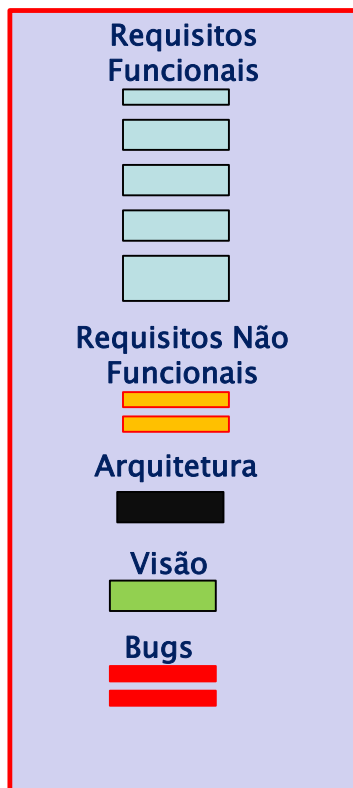 Requisitos
Funcionais
Requisitos Não
Funcionais
Arquitetura
Visão
Bugs